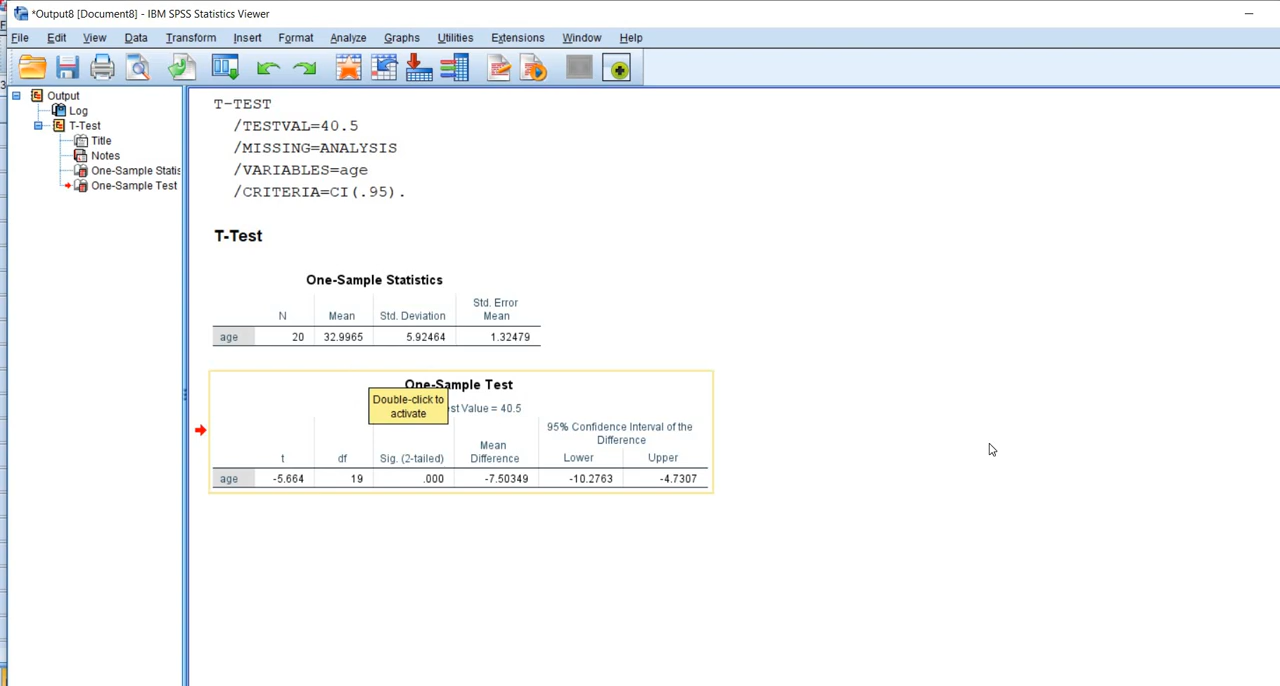 *Output8 [Document8] - IBM SPSS Statistics Viewer
File Edit View Data Transform Insert Format Analyze Graphs Utilities Extensions Window Help
Output
Log
T-Test
Title
Notes
One-Sample Statis
One-Sample Test
T-TEST
/TESTVAL=40.5
/MISSING=ANALYSIS
/VARIABLES=age
/CRITERIA=CI(.95).
T-Test
One-Sample Statistics
N Mean Std. Deviation Std. Error Mean
age 20 32.9965 5.92464 1.32479
One-Sample Test
Double-click to
activate
est Value = 40.5
95% Confidence Interval of the
Difference
t df Sig. (2-tailed) Mean Difference Lower Upper
age -5.664 19 .000 -7.50349 -10.2763 -4.7307